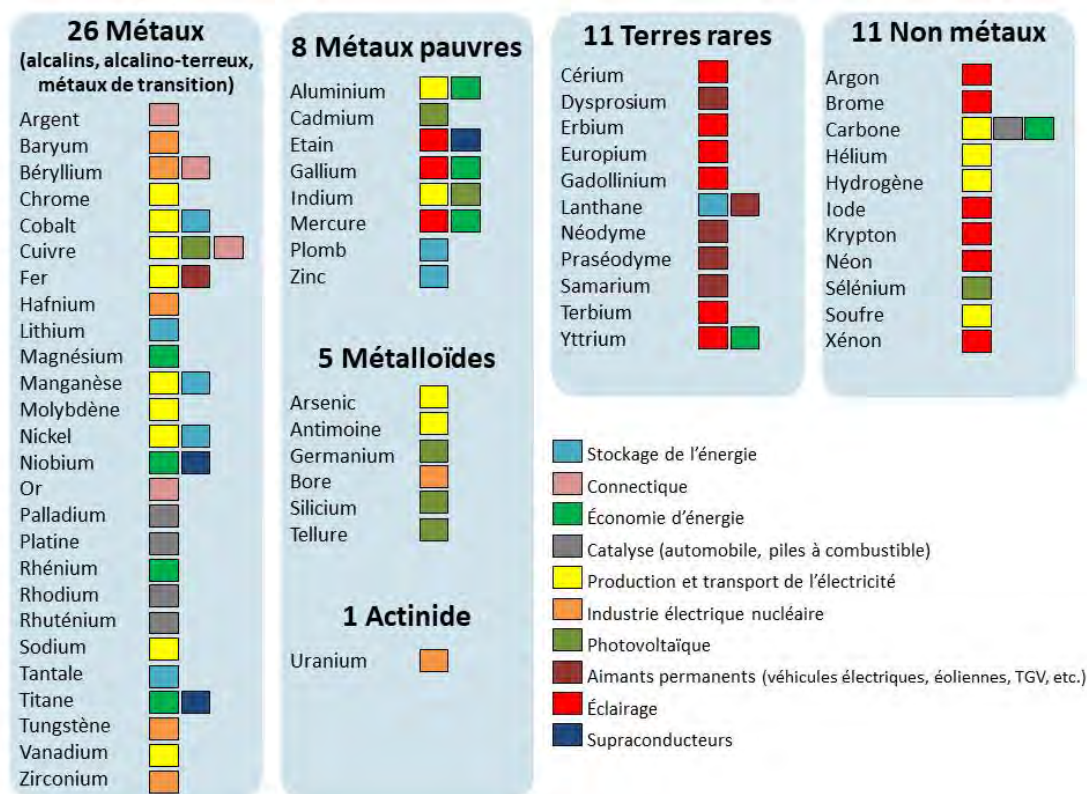 26 Métaux
(alcalins, alcalino-terreux,
métaux de transition)
Argent
Baryum
Béryllium
Chrome
Cobalt
Cuivre
Fer
Hafnium
Lithium
Magnésium
Manganèse
Molybdène
Nickel
Niobium
Or
Palladium
Platine
Rhénium
Rhodium
Rhuténium
Sodium
Tantale
Titane
Tungstène
Vanadium
Zirconium
8 Métaux pauvres
Aluminium
Cadmium
Etain
Gallium
Indium
Mercure
Plomb
Zinc
5 Métalloïdes
Arsenic
Antimoine
Germanium
Bore
Silicium
Tellure
1 Actinide
Uranium
11 Terres rares
Cérium
Dysprosium
Erbium
Europium
Gadollinium
Lanthane
Néodyme
Praséodyme
Samarium
Terbium
Yttrium
11 Non métaux
Argon
Brome
Carbone
Hélium
Hydrogène
Iode
Krypton
Néon
Sélénium
Soufre
Xénon
Stockage de l'énergie
Connectique
Économie d'énergie
Catalyse (automobile, piles à combustible)
Production et transport de l'électricité
Industrie électrique nucléaire
Photovoltaïque
Aimants permanents (véhicules électriques, éoliennes, TGV, etc.)
Éclairage
Supraconducteurs